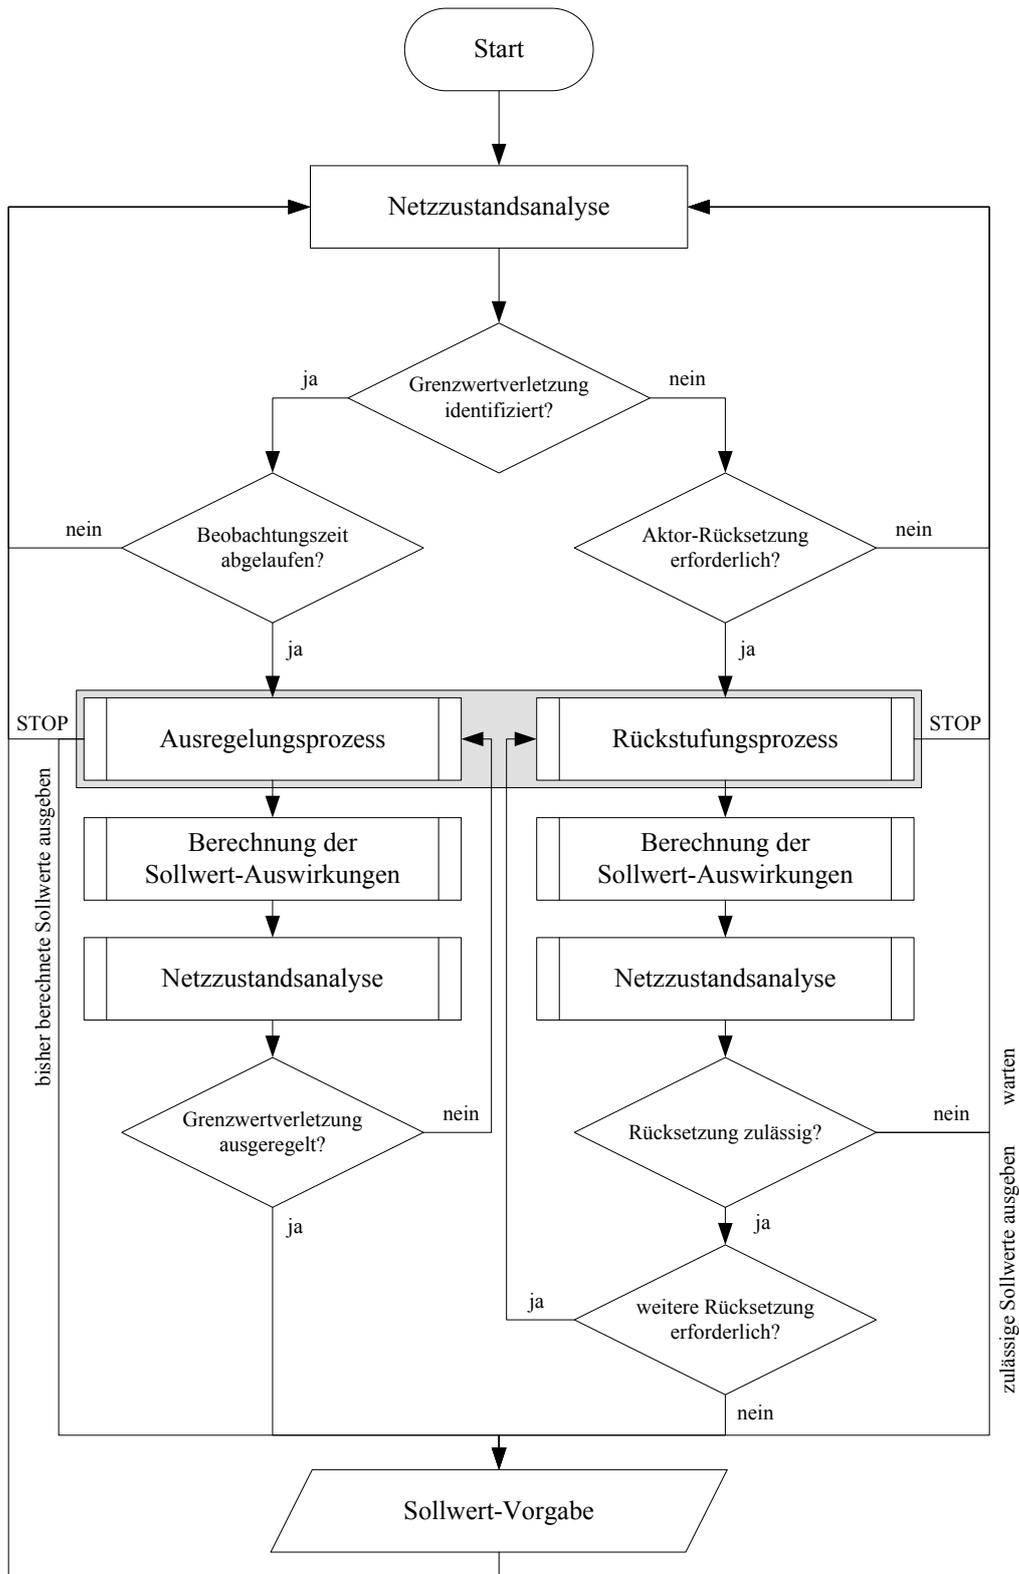 Start
Netzzustandsanalyse
Grenzwertverletzung
identifiziert?
ja
nein
Beobachtungszeit
abgelaufen?
nein
ja
Aktor-Rücksetzung
erforderlich?
nein
ja
STOP
Ausregelungsprozess
Rückstufungsprozess
STOP
bisher berechnete Sollwerte ausgeben
Berechnung der
Sollwert-Auswirkungen
Berechnung der
Sollwert-Auswirkungen
Netzzustandsanalyse
Netzzustandsanalyse
Grenzwertverletzung
ausgeregelt?
nein
ja
Rücksetzung zulässig?
nein
ja
warten
zulässige Sollwerte ausgeben
weitere Rücksetzung
erforderlich?
ja
nein
Sollwert-Vorgabe